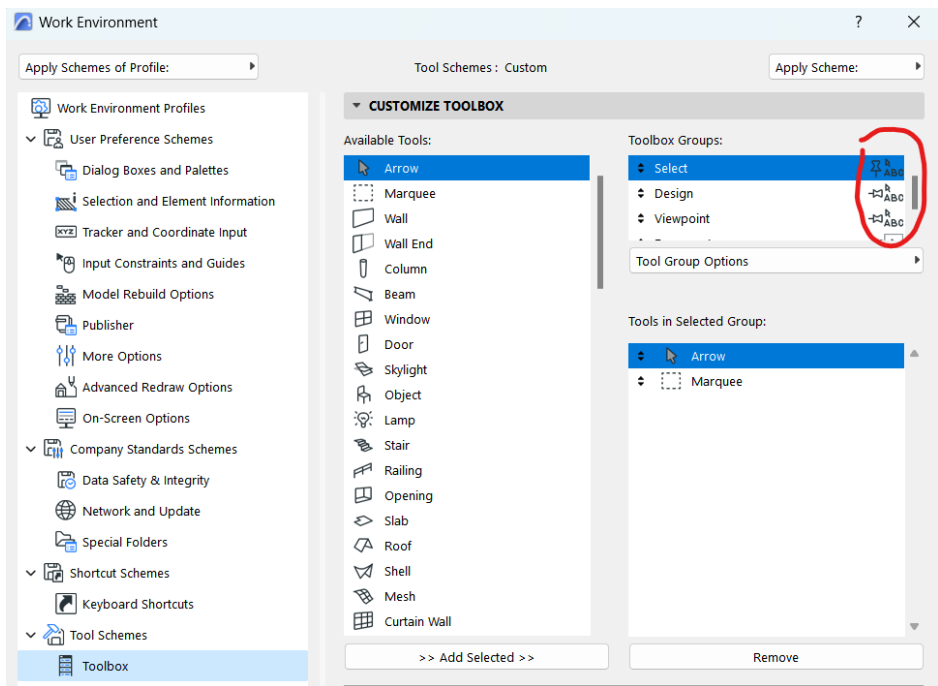 Work Environment
?
Apply Schemes of Profile:
Tool Schemes : Custom
Apply Scheme:
Work Environment Profiles
User Preference Schemes
Dialog Boxes and Palettes
Selection and Element Information
XYZ Tracker and Coordinate Input
Input Constraints and Guides
Model Rebuild Options
Publisher
More Options
Advanced Redraw Options
On-Screen Options
Company Standards Schemes
Data Safety & Integrity
Network and Update
Special Folders
Shortcut Schemes
Keyboard Shortcuts
Tool Schemes
Toolbox
CUSTOMIZE TOOLBOX
Available Tools:
Arrow
Marquee
Wall
Wall End
Column
Beam
Window
Door
Skylight
Object
Lamp
Stair
Railing
Opening
Slab
Roof
Shell
Mesh
Curtain Wall
>> Add Selected >>
Toolbox Groups:
Select ABC
Design ABC
Viewpoint ABC
Tool Group Options
Tools in Selected Group:
Arrow
Marquee
Remove